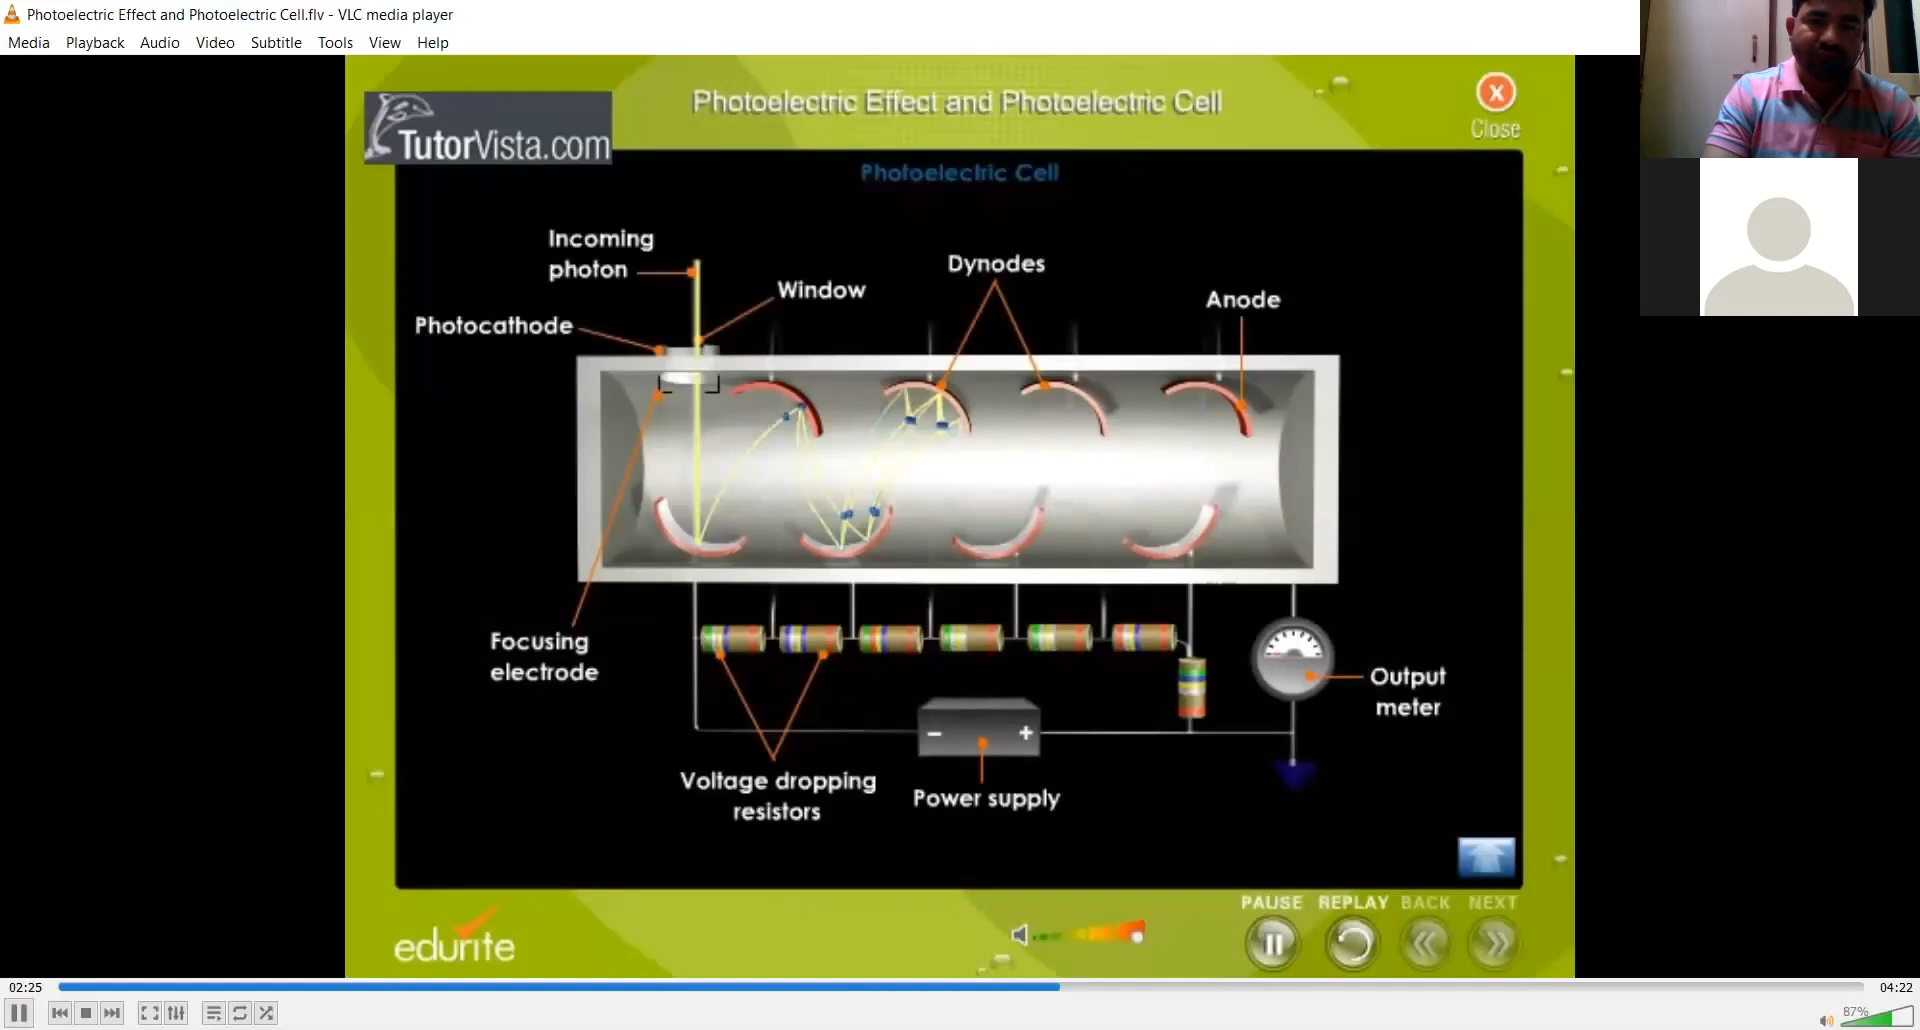 Photoelectric Effect and Photoelectric Cell.flv - VLC media player
Media Playback Audio Video Subtitle Tools View Help
TutorVista.com
Photoelectric Effect and Photoelectric Cell
X
Close
Photoelectric Cell
Incoming
photon
Window
Dynodes
Anode
Photocathode
Focusing
electrode
Output
meter
− +
Voltage dropping
resistors
Power supply
PAUSE REPLAY BACK NEXT
edurite
02:25
04:22
87%